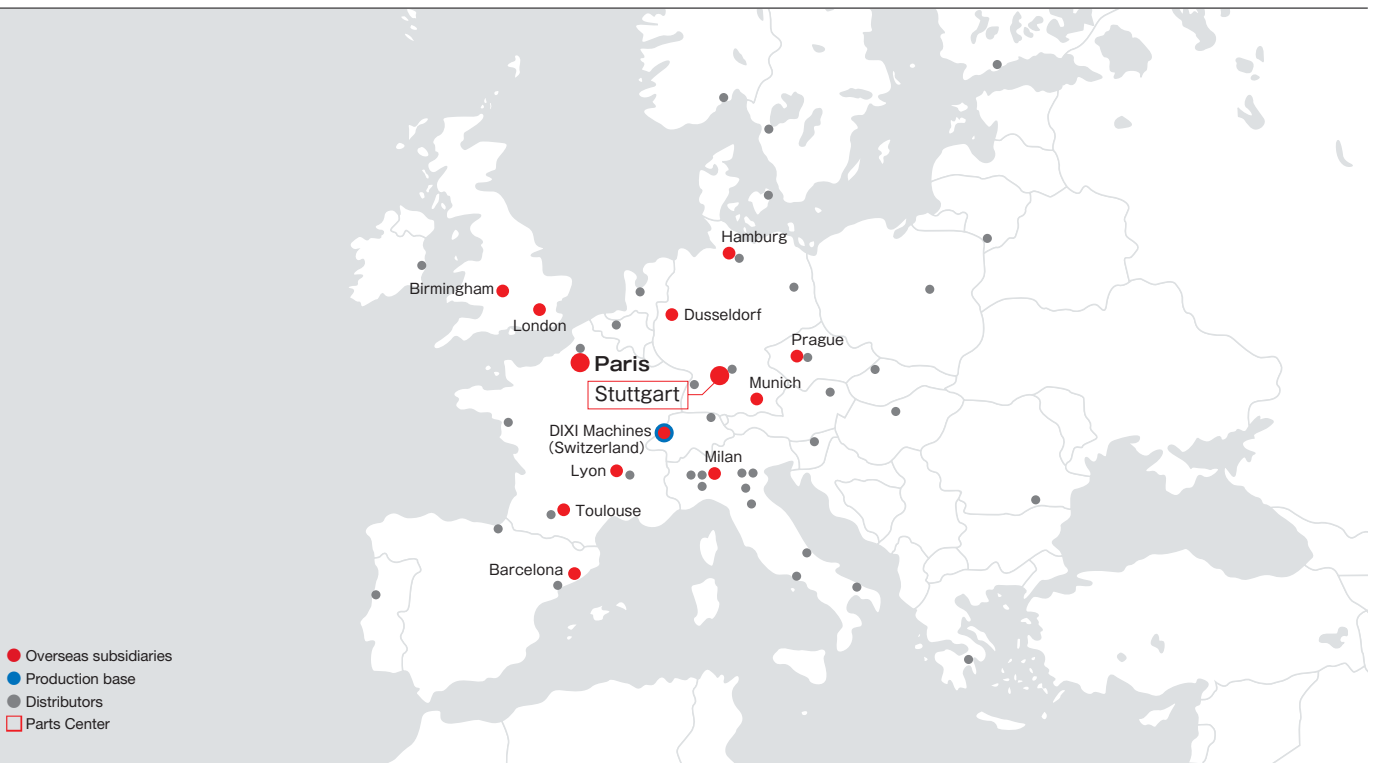 Hamburg
Birmingham
London
Dusseldorf
Prague
Paris
Stuttgart
Munich
DIXI Machines
(Switzerland)
Milan
Lyon
Toulouse
Barcelona
Overseas subsidiaries
Production base
Distributors
Parts Center